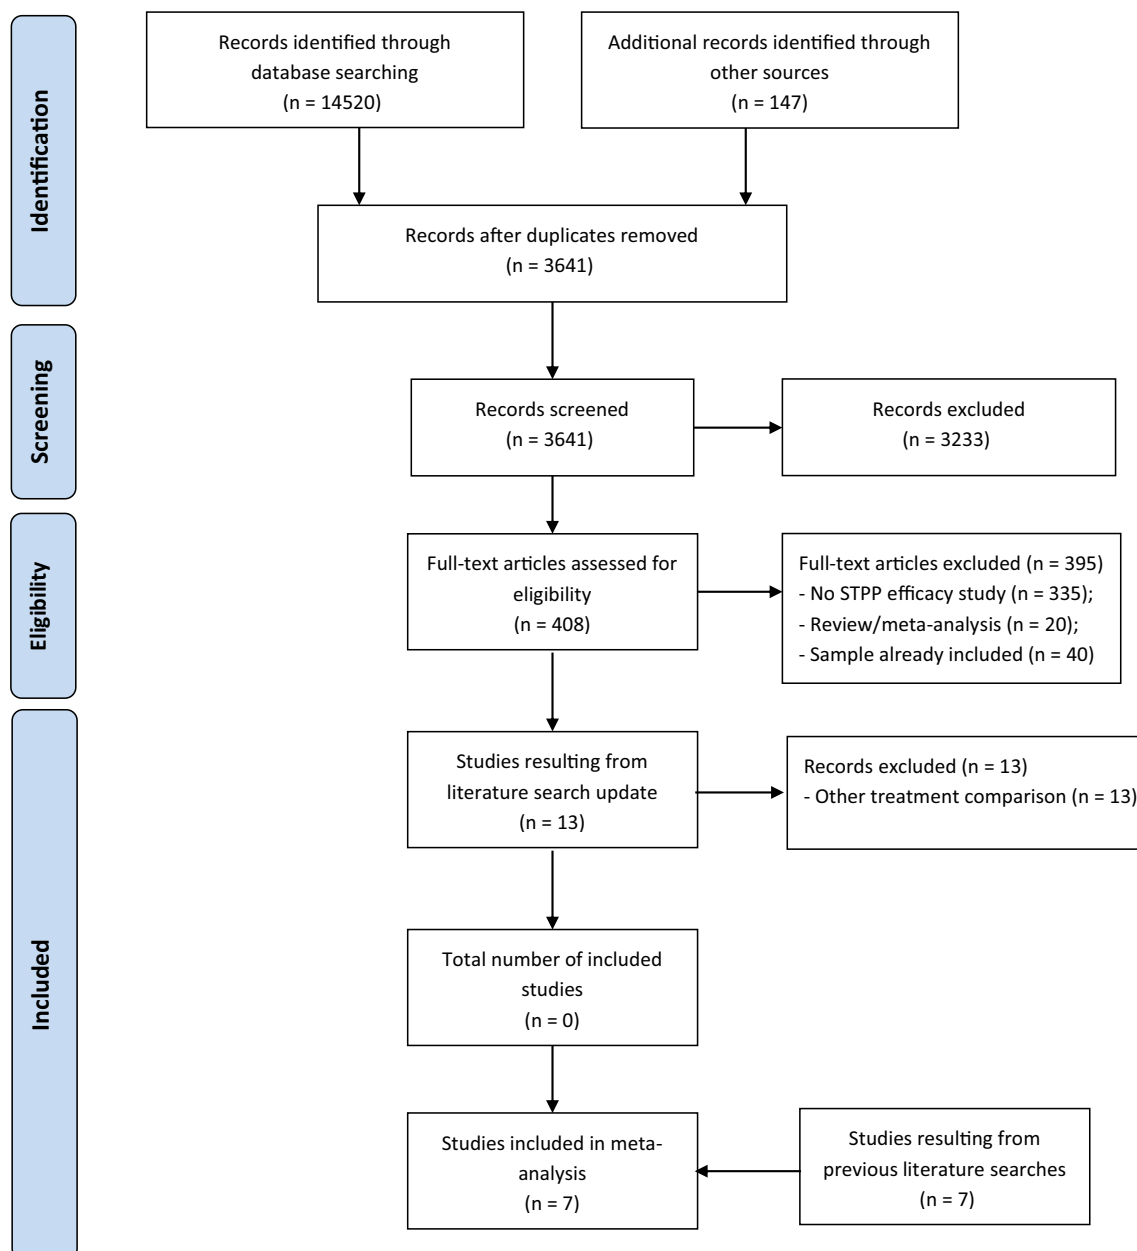 Identification
Records identified through
database searching
(n = 14520)
Additional records identified through
other sources
(n = 147)
Records after duplicates removed
(n = 3641)
Screening
Records screened
(n = 3641)
Records excluded
(n = 3233)
Eligibility
Full-text articles assessed for
eligibility
(n = 408)
Full-text articles excluded (n = 395)
- No STPP efficacy study (n = 335);
- Review/meta-analysis (n = 20);
- Sample already included (n = 40)
Included
Studies resulting from
literature search update
(n = 13)
Records excluded (n = 13)
- Other treatment comparison (n = 13)
Total number of included
studies
(n = 0)
Studies included in meta-
analysis
(n = 7)
Studies resulting from
previous literature searches
(n = 7)